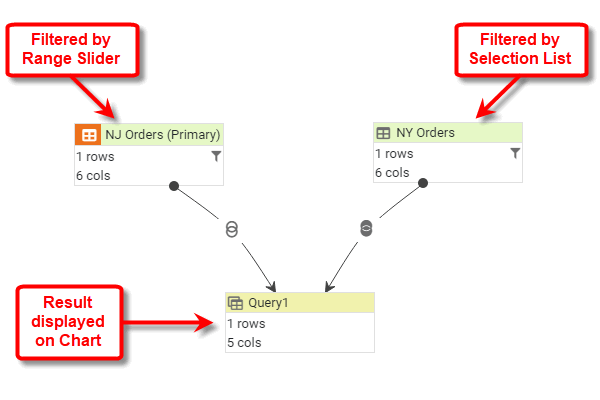 Filtered by
Range Slider
Filtered by
Selection List
NJ Orders (Primary)
1 rows
6 cols
NY Orders
1 rows
6 cols
Result
displayed
on Chart
Query1
1 rows
5 cols